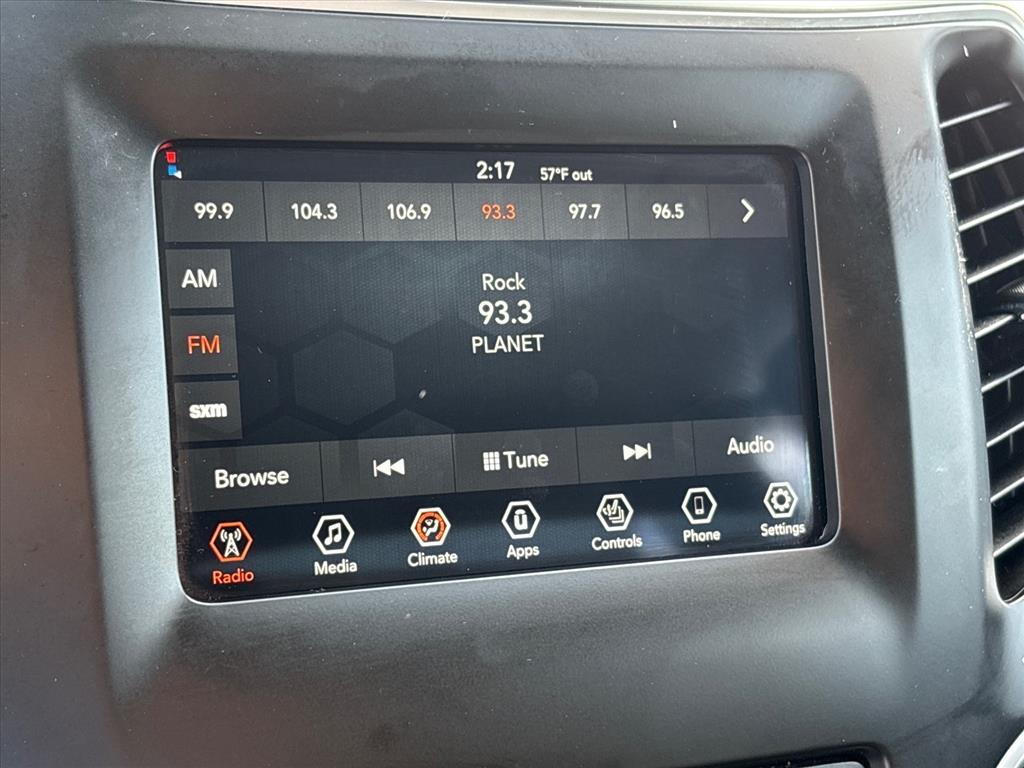 2:17 57°F out
99.9 104.3 106.9 93.3 97.7 96.5
AM
Rock
93.3
FM
PLANET
sxm
Browse Tune Audio
Radio Media Climate Apps Controls Phone Settings